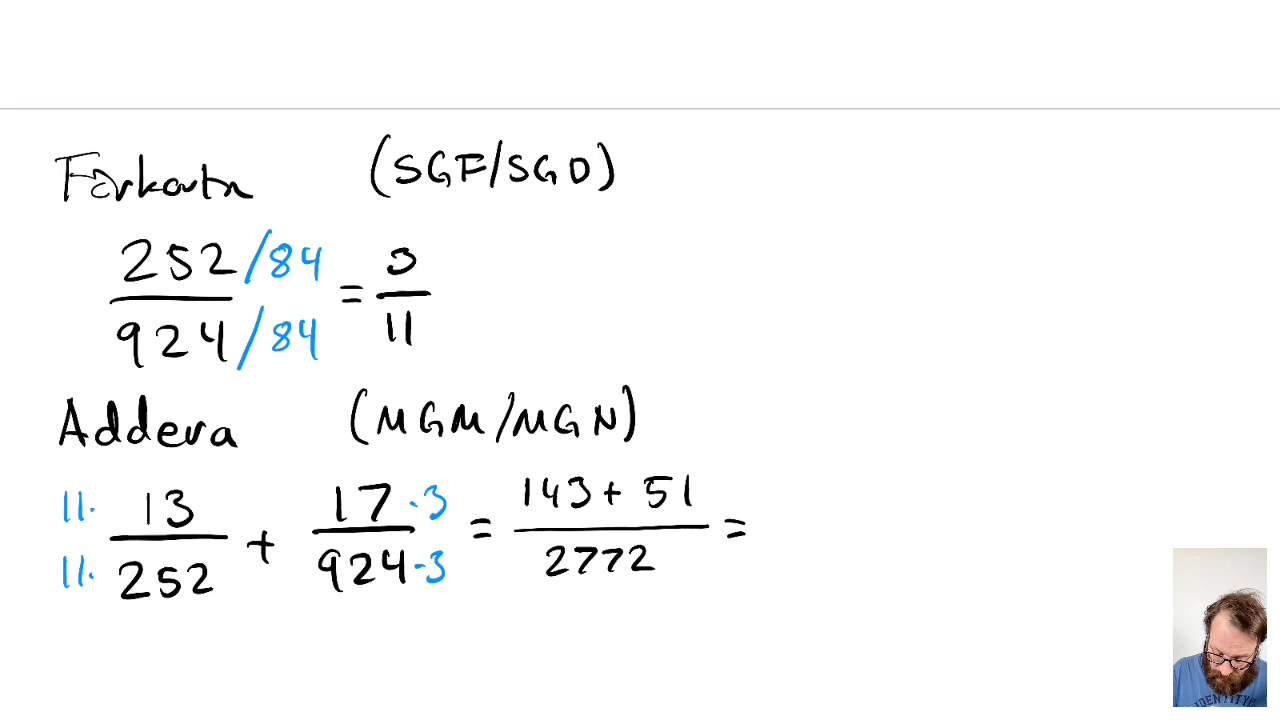 Förkorta (SGF/SGD)
252/84 = 3
924/84 11
Addera (MGM/MGN)
11· 13 + 17 ·3 = 143 + 51 =
11· 252 924 ·3 2772
IDENTITY